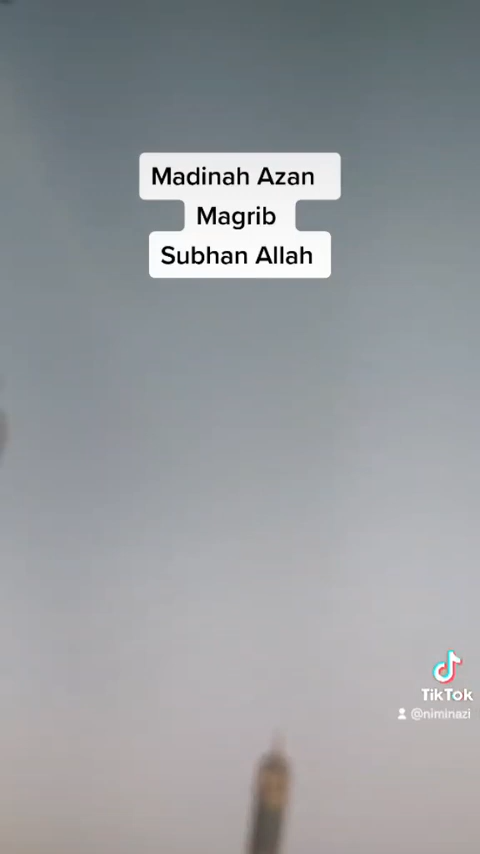 Madinah Azan
Magrib
Subhan Allah
TikTok
@niminazi